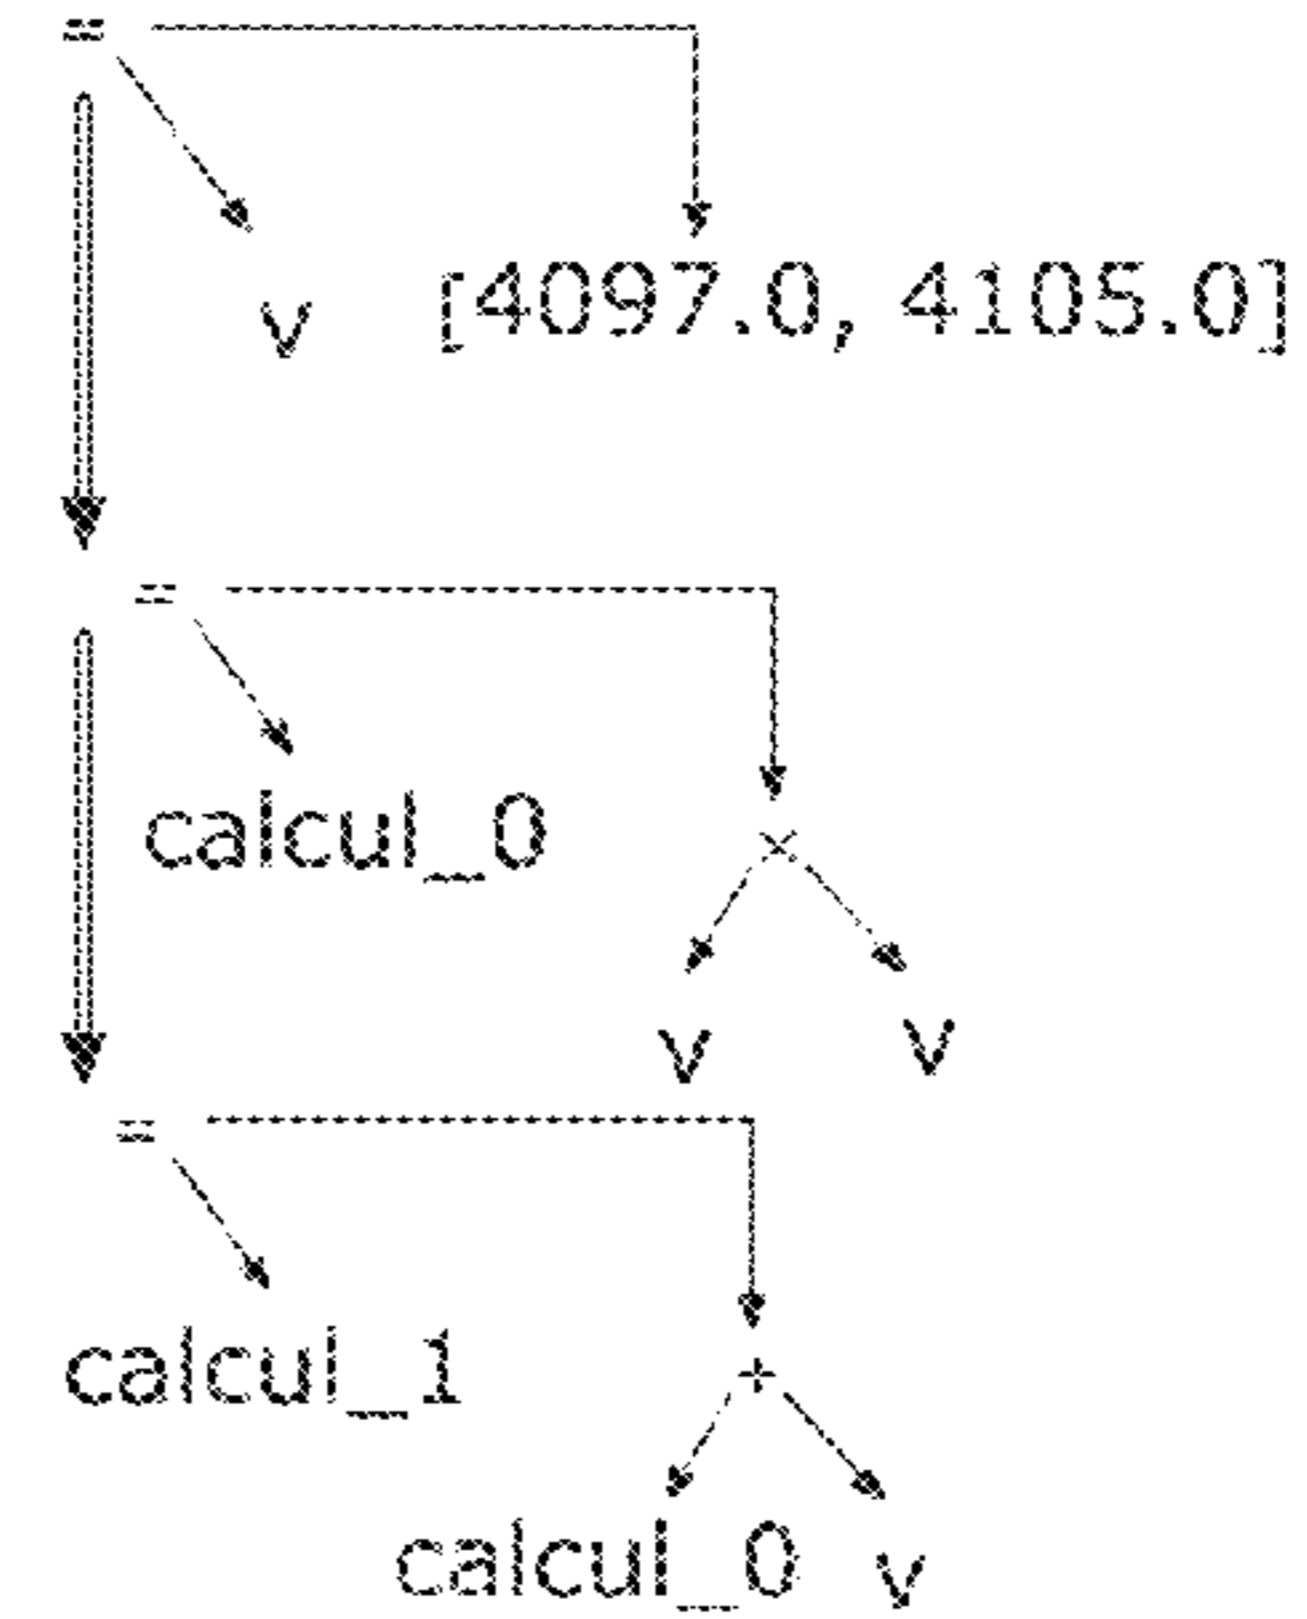 =
v [4097.0, 4105.0]
=
calcul_0
×
v v
=
calcul_1
+
calcul_0 v